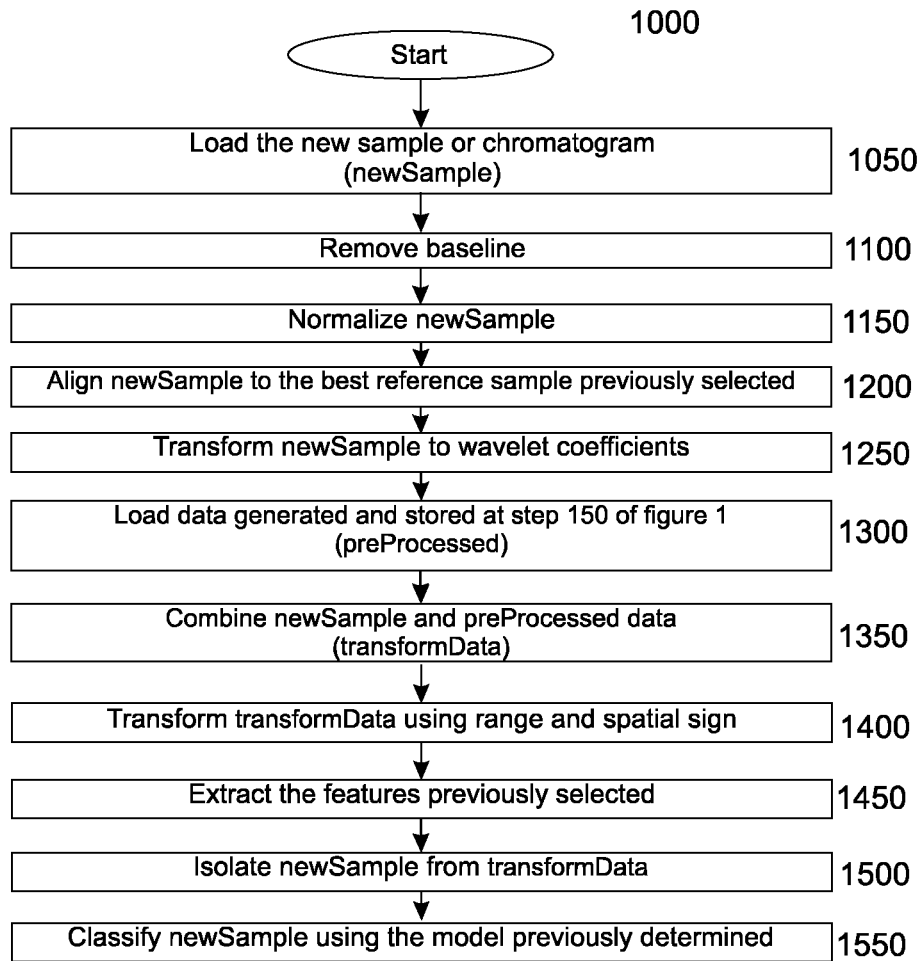 1000
Start
Load the new sample or chromatogram
(newSample)
1050
Remove baseline
1100
Normalize newSample
1150
Align newSample to the best reference sample previously selected
1200
Transform newSample to wavelet coefficients
1250
Load data generated and stored at step 150 of figure 1
(preProcessed)
1300
Combine newSample and preProcessed data
(transformData)
1350
Transform transformData using range and spatial sign
1400
Extract the features previously selected
1450
Isolate newSample from transformData
1500
Classify newSample using the model previously determined
1550